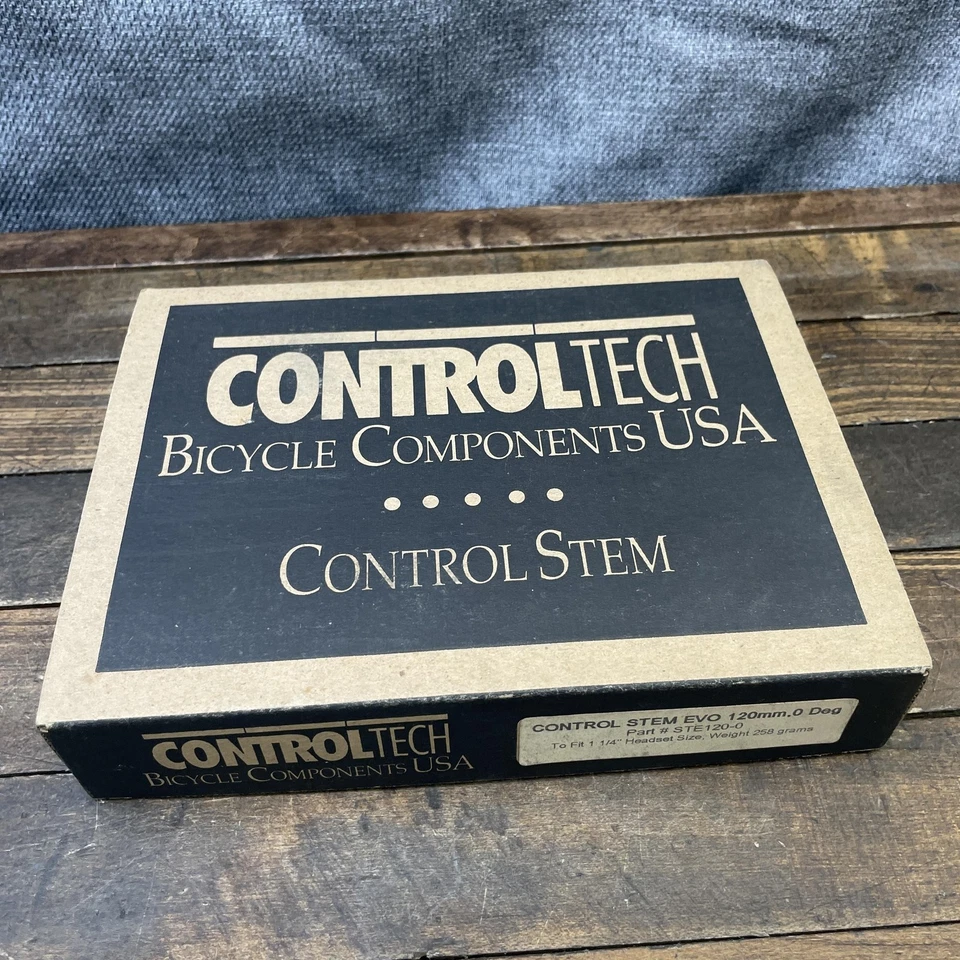 CONTROLTECH
BICYCLE COMPONENTS USA
CONTROL STEM
CONTROLTECH
BICYCLE COMPONENTS USA
CONTROL STEM EVO 120mm.0 Deg
Part # STE120-0
To Fit 1 1/4" Headset Size, Weight 258 grams